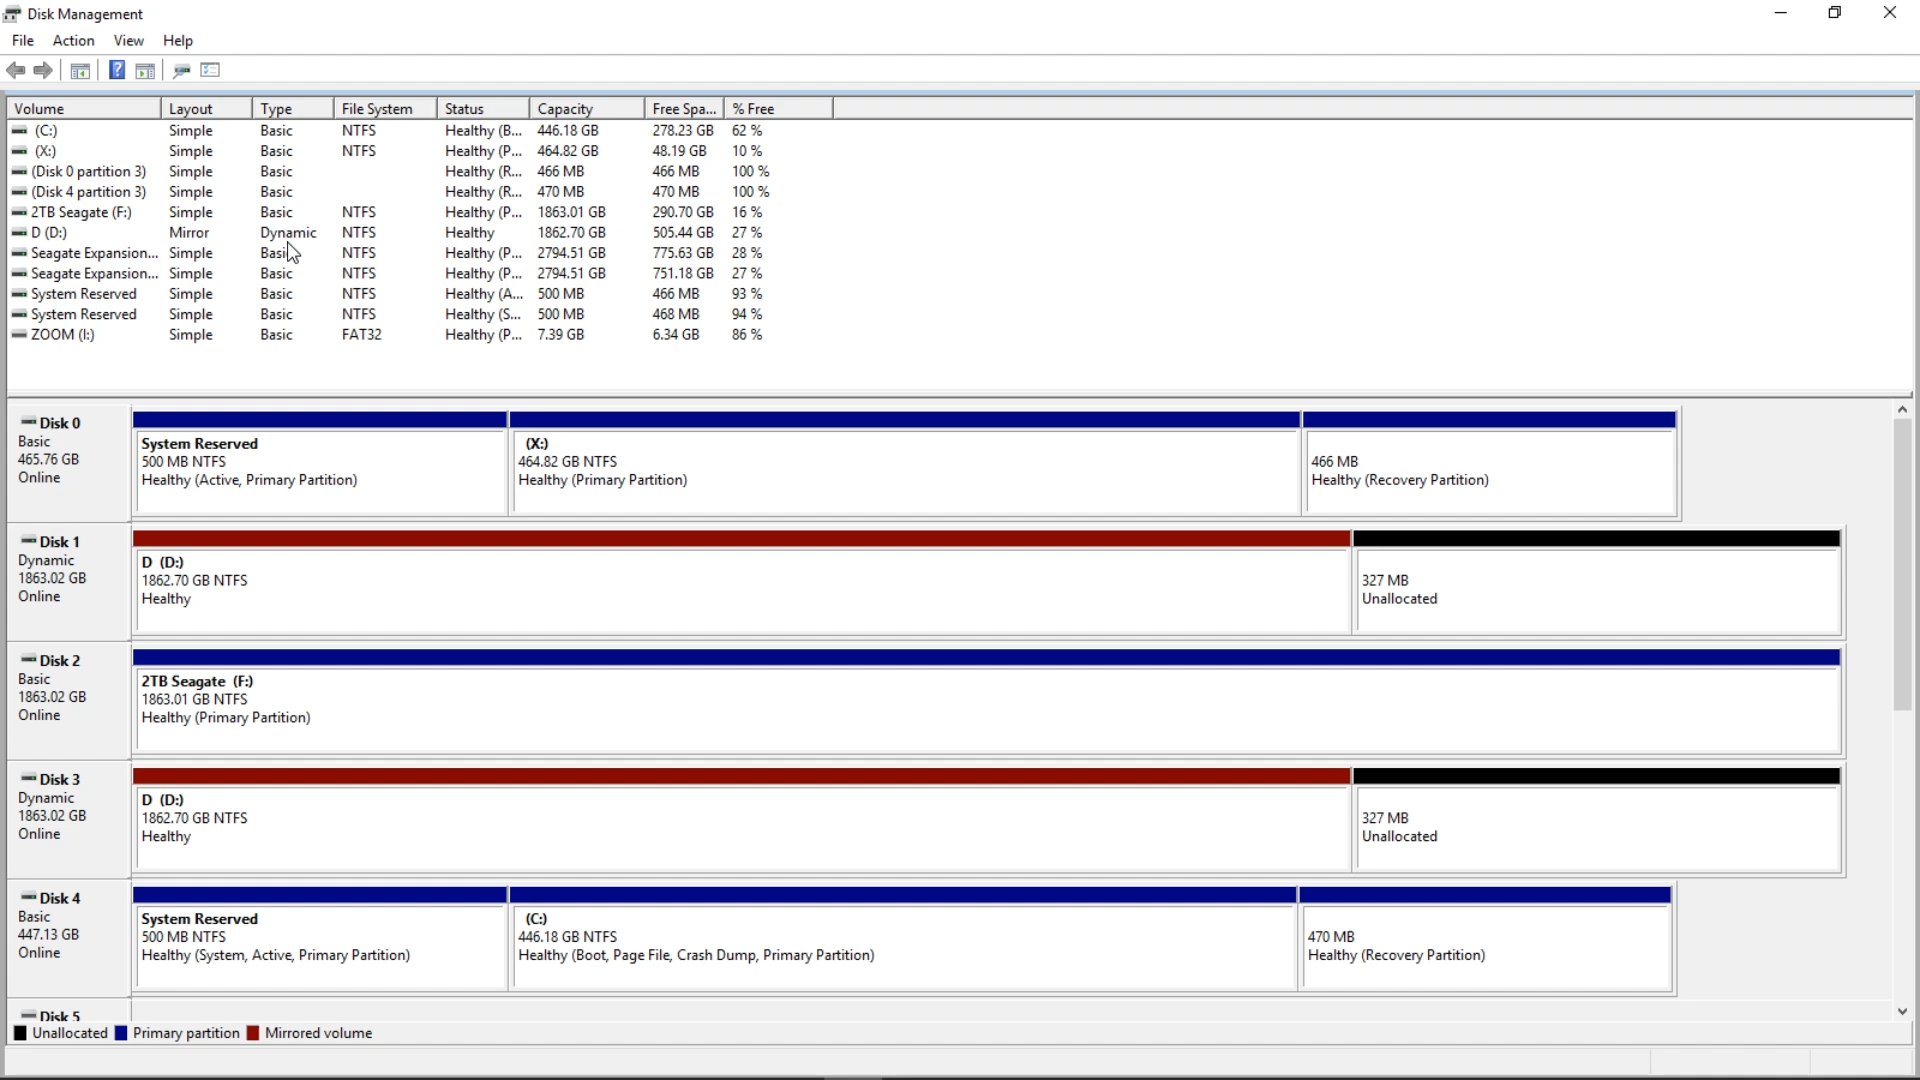 Disk Management
File Action View Help
Volume Layout Type File System Status Capacity Free Spa... % Free
(C:) Simple Basic NTFS Healthy (B... 446.18 GB 278.23 GB 62 %
(X:) Simple Basic NTFS Healthy (P... 464.82 GB 48.19 GB 10 %
(Disk 0 partition 3) Simple Basic Healthy (R... 466 MB 466 MB 100 %
(Disk 4 partition 3) Simple Basic Healthy (R... 470 MB 470 MB 100 %
2TB Seagate (F:) Simple Basic NTFS Healthy (P... 1863.01 GB 290.70 GB 16 %
D (D:) Mirror Dynamic NTFS Healthy 1862.70 GB 505.44 GB 27 %
Seagate Expansion... Simple Basic NTFS Healthy (P... 2794.51 GB 775.63 GB 28 %
Seagate Expansion... Simple Basic NTFS Healthy (P... 2794.51 GB 751.18 GB 27 %
System Reserved Simple Basic NTFS Healthy (A... 500 MB 466 MB 93 %
System Reserved Simple Basic NTFS Healthy (S... 500 MB 468 MB 94 %
ZOOM (I:) Simple Basic FAT32 Healthy (P... 7.39 GB 6.34 GB 86 %
Disk 0
Basic
465.76 GB
Online
System Reserved
500 MB NTFS
Healthy (Active, Primary Partition)
(X:)
464.82 GB NTFS
Healthy (Primary Partition)
466 MB
Healthy (Recovery Partition)
Disk 1
Dynamic
1863.02 GB
Online
D (D:)
1862.70 GB NTFS
Healthy
327 MB
Unallocated
Disk 2
Basic
1863.02 GB
Online
2TB Seagate (F:)
1863.01 GB NTFS
Healthy (Primary Partition)
Disk 3
Dynamic
1863.02 GB
Online
D (D:)
1862.70 GB NTFS
Healthy
327 MB
Unallocated
Disk 4
Basic
447.13 GB
Online
System Reserved
500 MB NTFS
Healthy (System, Active, Primary Partition)
(C:)
446.18 GB NTFS
Healthy (Boot, Page File, Crash Dump, Primary Partition)
470 MB
Healthy (Recovery Partition)
Disk 5
Unallocated Primary partition Mirrored volume